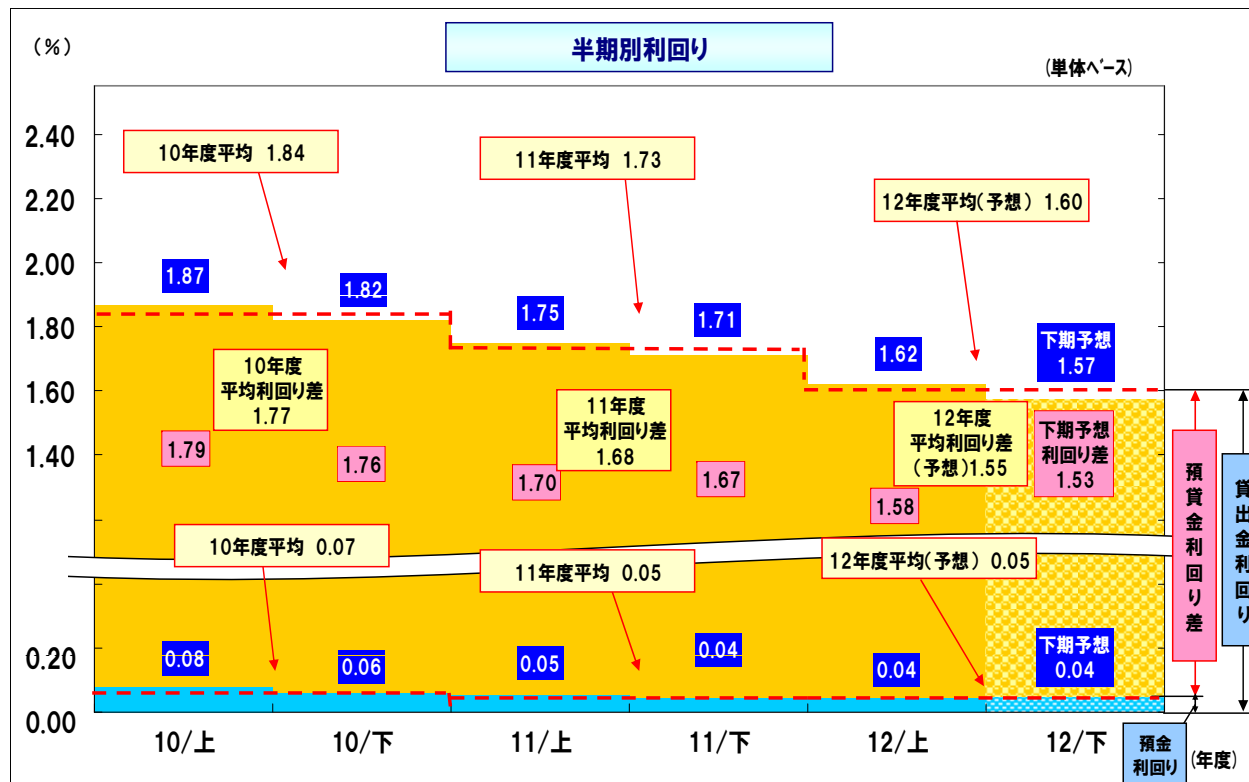 半期別利回り
（％）
(単体ベース)
2.40
2.20
2.00
1.80
1.60
1.40
0.20
0.00
10年度平均 1.84
11年度平均 1.73
12年度平均(予想) 1.60
1.87
1.82
1.75
1.71
1.62
下期予想
1.57
10年度
平均利回り差
1.77
11年度
平均利回り差
1.68
12年度
平均利回り差
(予想)1.55
1.79
1.76
1.70
1.67
1.58
下期予想
利回り差
1.53
10年度平均 0.07
11年度平均 0.05
12年度平均(予想) 0.05
0.08
0.06
0.05
0.04
0.04
下期予想
0.04
預貸金利回り差
貸出金利回り
10/上
10/下
11/上
11/下
12/上
12/下
預金
利回り
(年度)